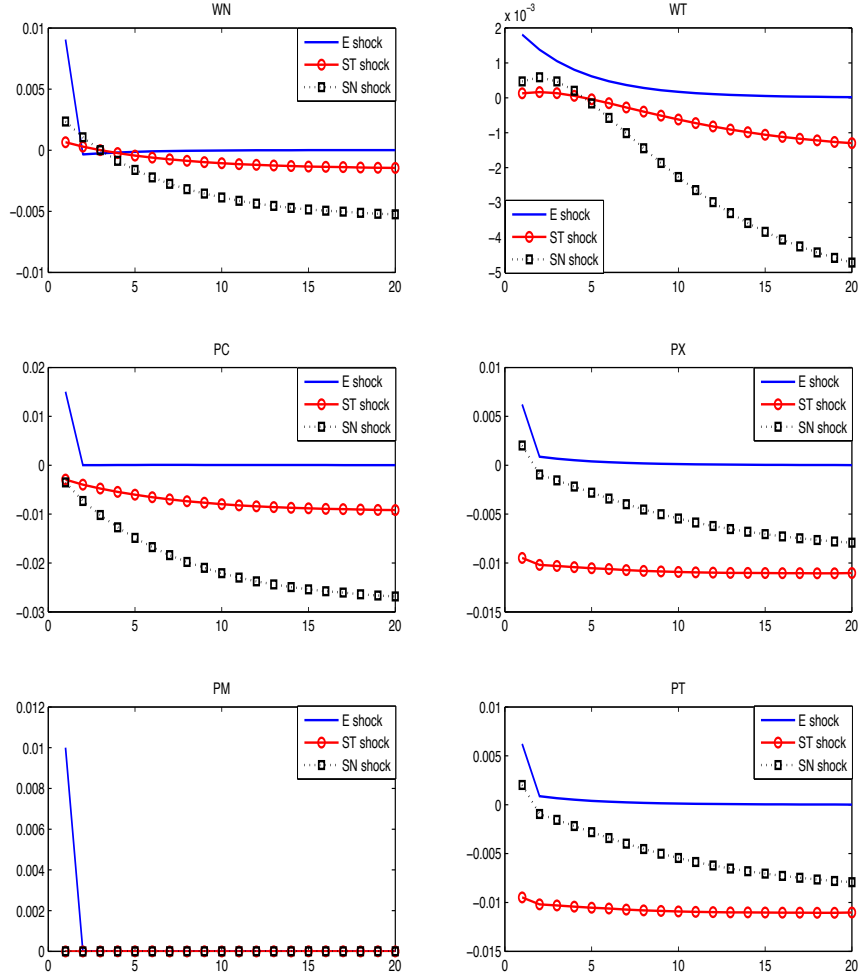 WN
0.01
0.005
0
−0.005
−0.01
0 5 10 15 20
E shock
ST shock
SN shock
WT
x 10⁻³
2
1
0
−1
−2
−3
−4
−5
0 5 10 15 20
E shock
ST shock
SN shock
PC
0.02
0.01
0
−0.01
−0.02
−0.03
0 5 10 15 20
E shock
ST shock
SN shock
PX
0.01
0.005
0
−0.005
−0.01
−0.015
0 5 10 15 20
E shock
ST shock
SN shock
PM
0.012
0.01
0.008
0.006
0.004
0.002
0
0 5 10 15 20
E shock
ST shock
SN shock
PT
0.01
0.005
0
−0.005
−0.01
−0.015
0 5 10 15 20
E shock
ST shock
SN shock